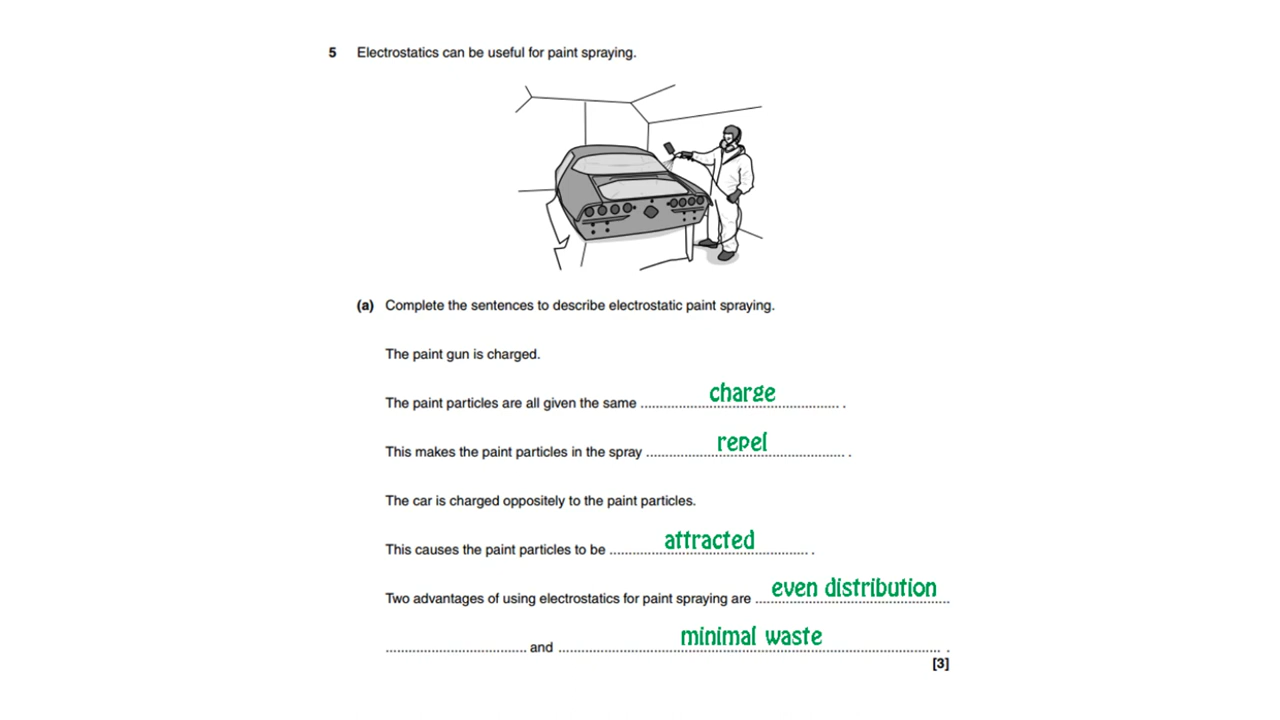 5 Electrostatics can be useful for paint spraying.
(a) Complete the sentences to describe electrostatic paint spraying.
The paint gun is charged.
The paint particles are all given the same charge .
This makes the paint particles in the spray repel .
The car is charged oppositely to the paint particles.
This causes the paint particles to be attracted .
Two advantages of using electrostatics for paint spraying are even distribution
and minimal waste .
[3]